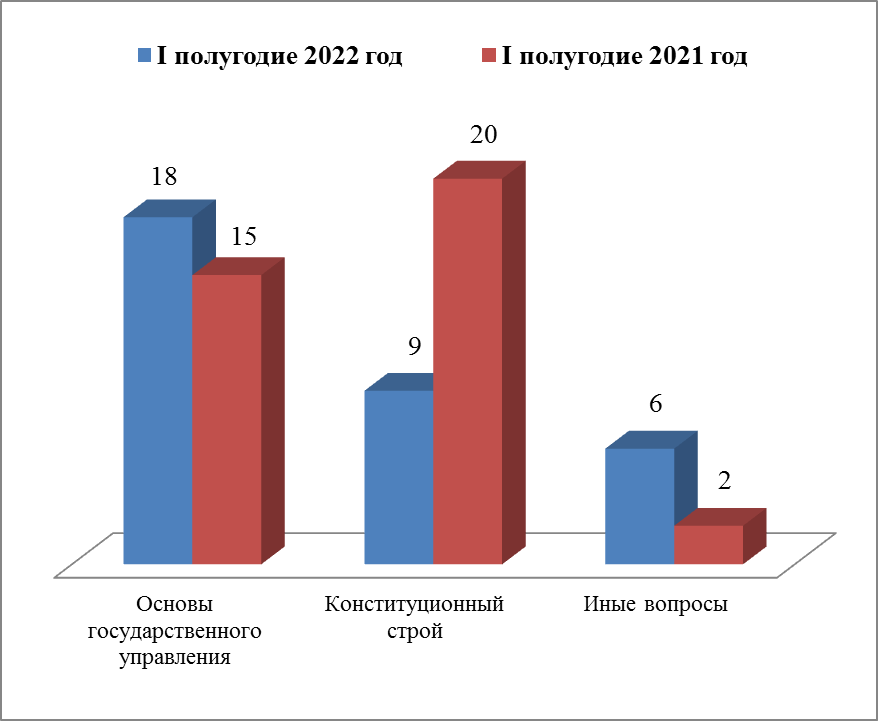 I полугодие 2022 год
I полугодие 2021 год
18
15
9
20
6
2
Основы
государственного
управления
Конституционный
строй
Иные вопросы